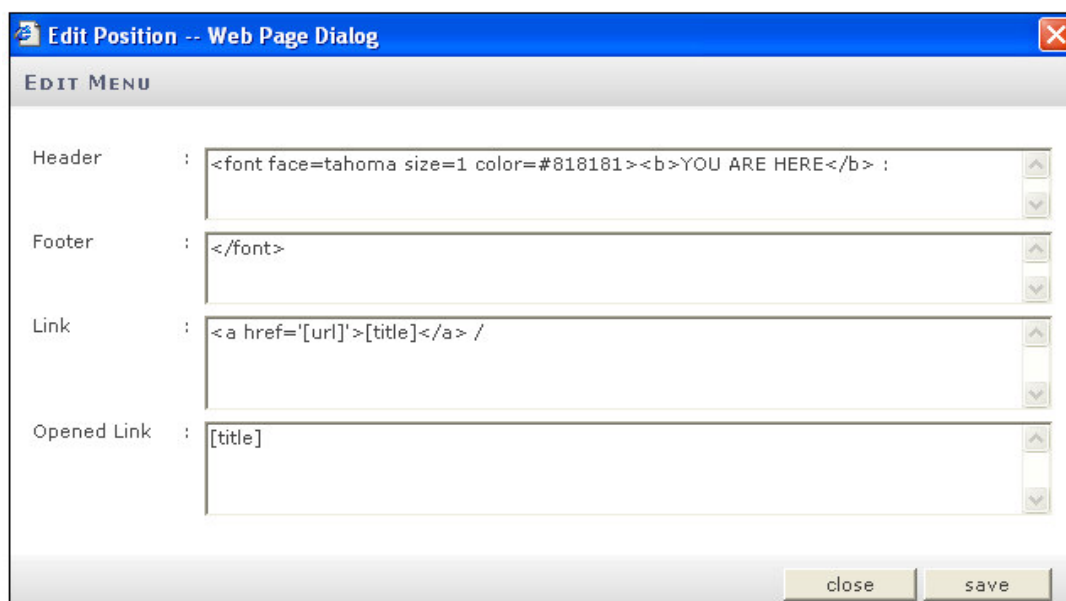 Edit Position -- Web Page Dialog
EDIT MENU
Header : <font face=tahoma size=1 color=#818181><b>YOU ARE HERE</b> :
Footer : </font>
Link : <a href='[url]'>[title]</a> /
Opened Link : [title]
close save